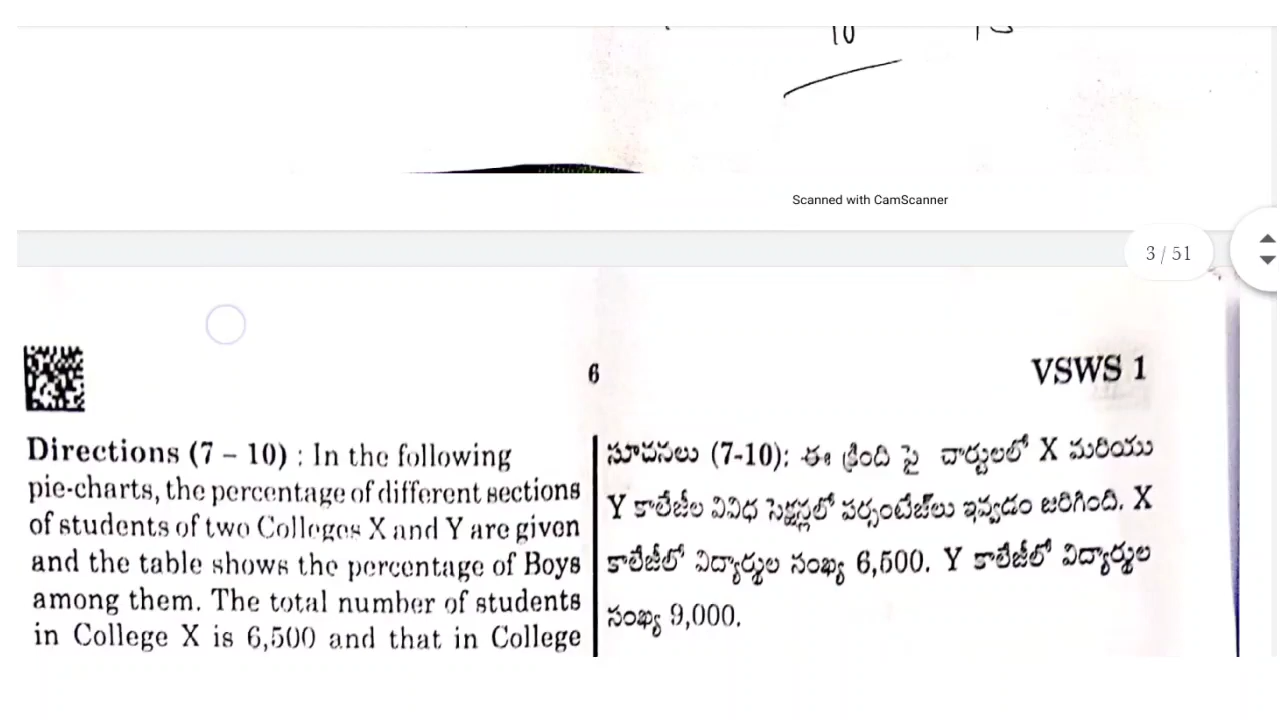 10
Scanned with CamScanner
3 / 51
6
VSWS 1
Directions (7 – 10) : In the following
pie-charts, the percentage of different sections
of students of two Colleges X and Y are given
and the table shows the percentage of Boys
among them. The total number of students
in College X is 6,500 and that in College
సూచనలు (7-10): ఈ క్రింది పై చార్టులలో X మరియు
Y కాలేజీల వివిధ సెక్షన్లలో పర్సంటేజ్‌లు ఇవ్వడం జరిగింది. X
కాలేజీలో విద్యార్థుల సంఖ్య 6,500. Y కాలేజీలో విద్యార్థుల
సంఖ్య 9,000.